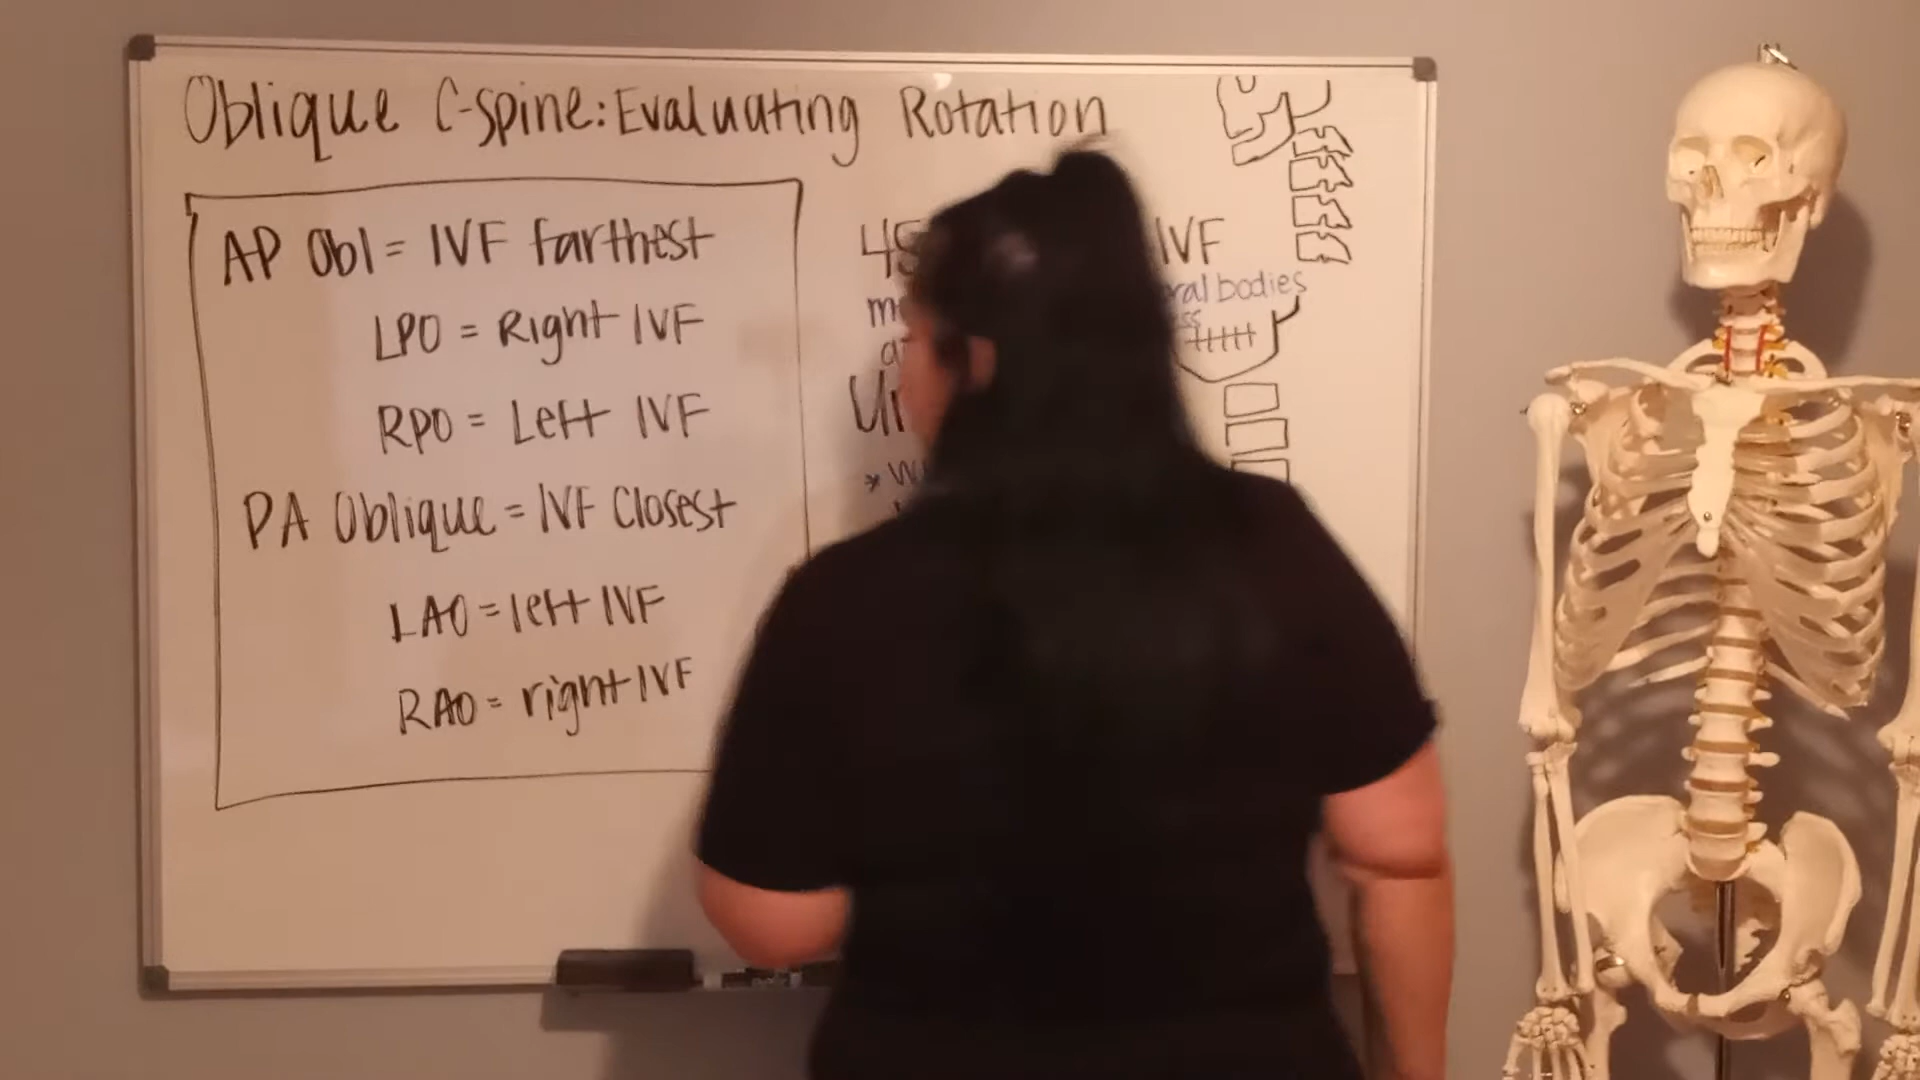 Oblique C-spine: Evaluating Rotation
AP Obl = IVF farthest
LPO = Right IVF
RPO = Left IVF
PA Oblique = IVF Closest
LAO = left IVF
RAO = right IVF
45
IVF
bodies